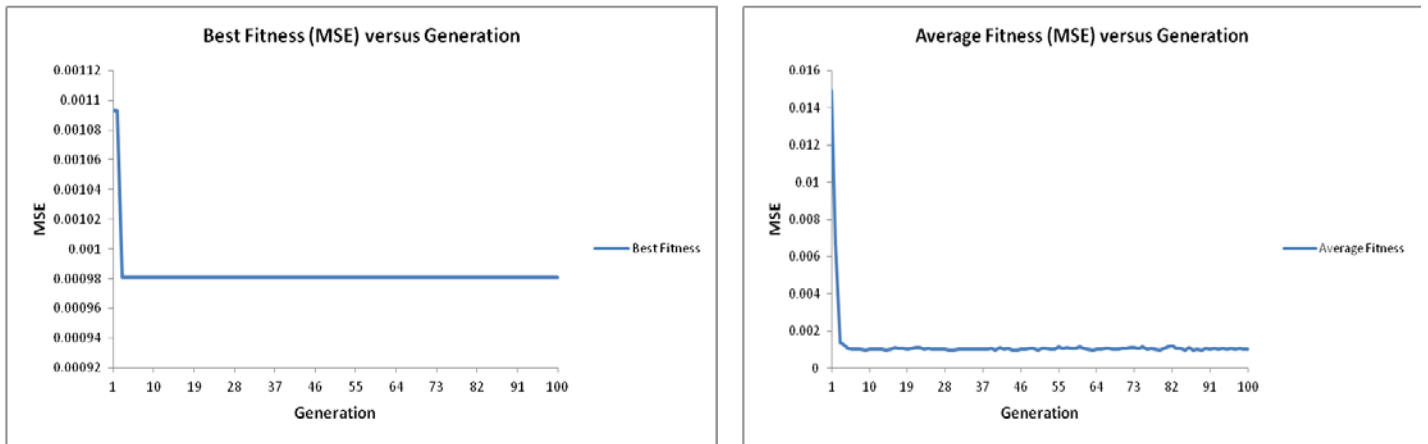 Best Fitness (MSE) versus Generation
MSE
0.00112
0.0011
0.00108
0.00106
0.00104
0.00102
0.001
0.00098
0.00096
0.00094
0.00092
1 10 19 28 37 46 55 64 73 82 91 100
Generation
Best Fitness
Average Fitness (MSE) versus Generation
MSE
0.016
0.014
0.012
0.01
0.008
0.006
0.004
0.002
0
1 10 19 28 37 46 55 64 73 82 91 100
Generation
Average Fitness